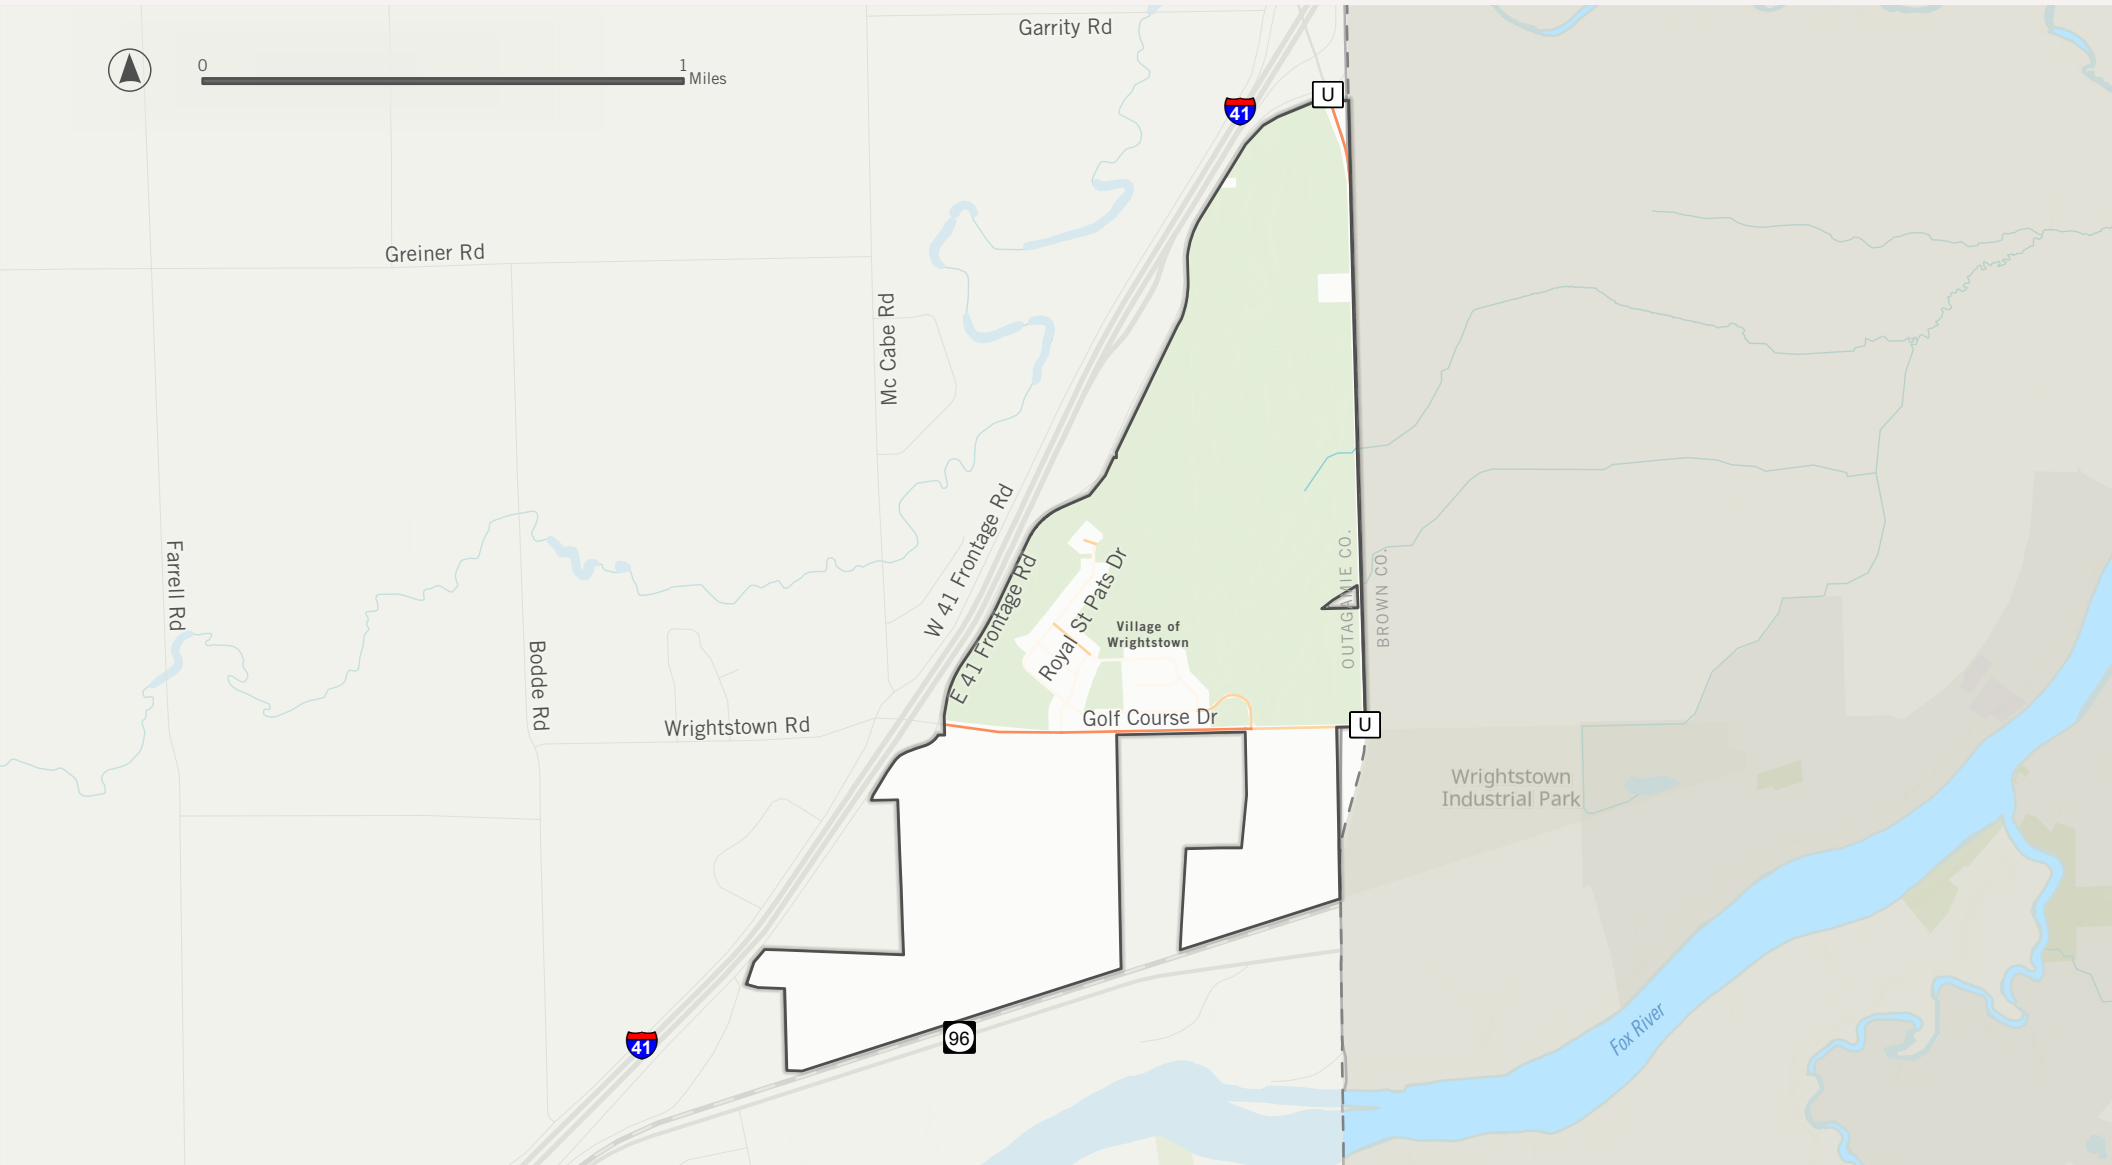 Garrity Rd
0
1
Miles
U
41
Greiner Rd
Mc Cabe Rd
W 41 Frontage Rd
E 41 Frontage Rd
Farrell Rd
Royal St Pats Dr
Village of
Wrightstown
OUTAGAMIE CO.
BROWN CO.
Bodde Rd
Wrightstown Rd
Golf Course Dr
U
Wrightstown
Industrial Park
Fox River
41
96